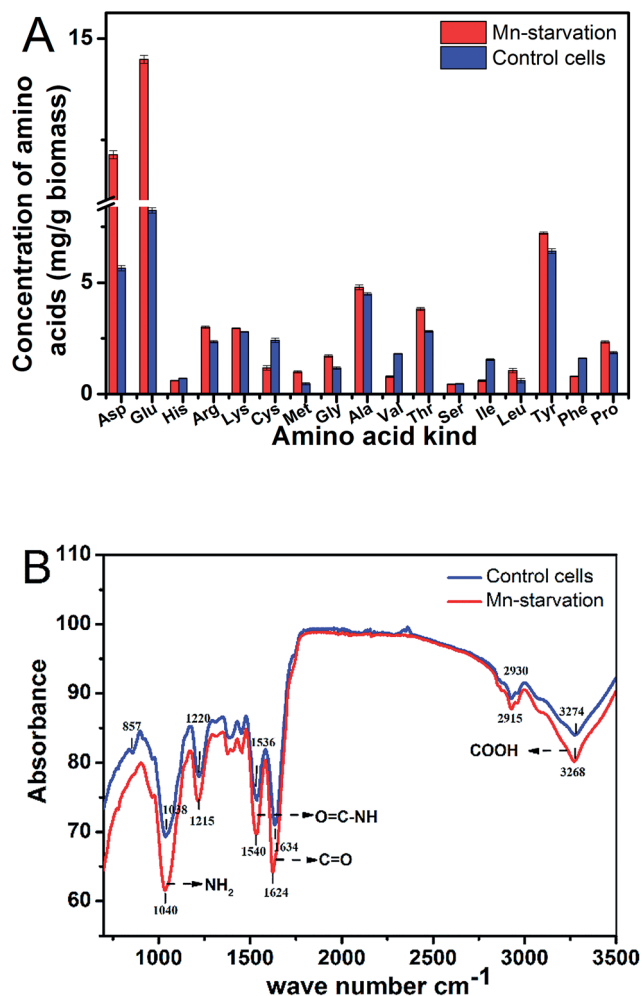 A
Mn-starvation
Control cells
Concentration of amino
acids (mg/g biomass)
15
5
0
Asp Glu His Arg Lys Cys Met Gly Ala Val Thr Ser Ile Leu Tyr Phe Pro
Amino acid kind
B
Control cells
Mn-starvation
Absorbance
110
100
90
80
70
60
857
1038
1040
NH2
1220
1215
1536
1540
O=C-NH
1634
C=O
1624
2930
2915
3274
COOH
3268
1000 1500 2000 2500 3000 3500
wave number cm-1